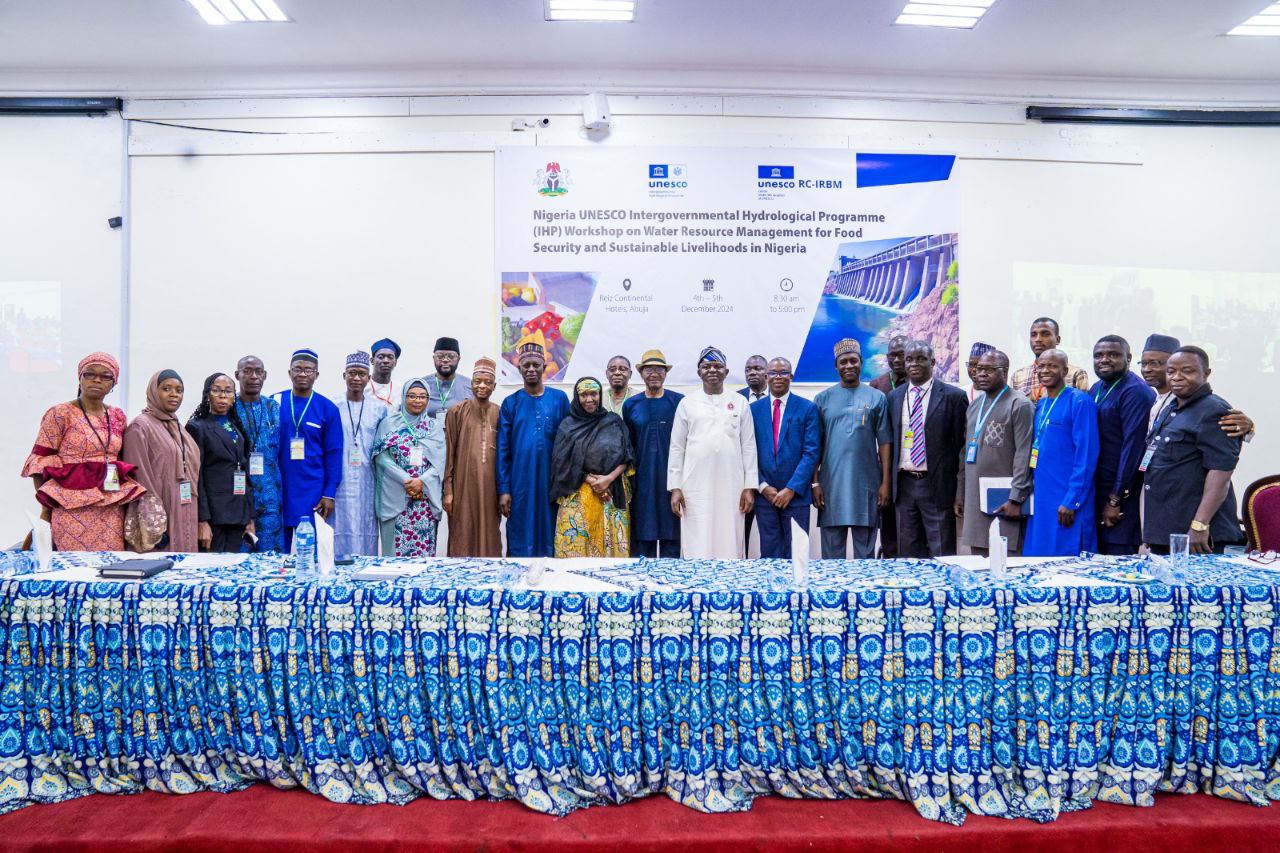 unesco
unesco RC-IRBM
Nigeria UNESCO Intergovernmental Hydrological Programme
(IHP) Workshop on Water Resource Management for Food
Security and Sustainable Livelihoods in Nigeria
Reiz Continental
Hotels, Abuja
4th – 5th
December 2024
8:30 am
to 5:00 pm